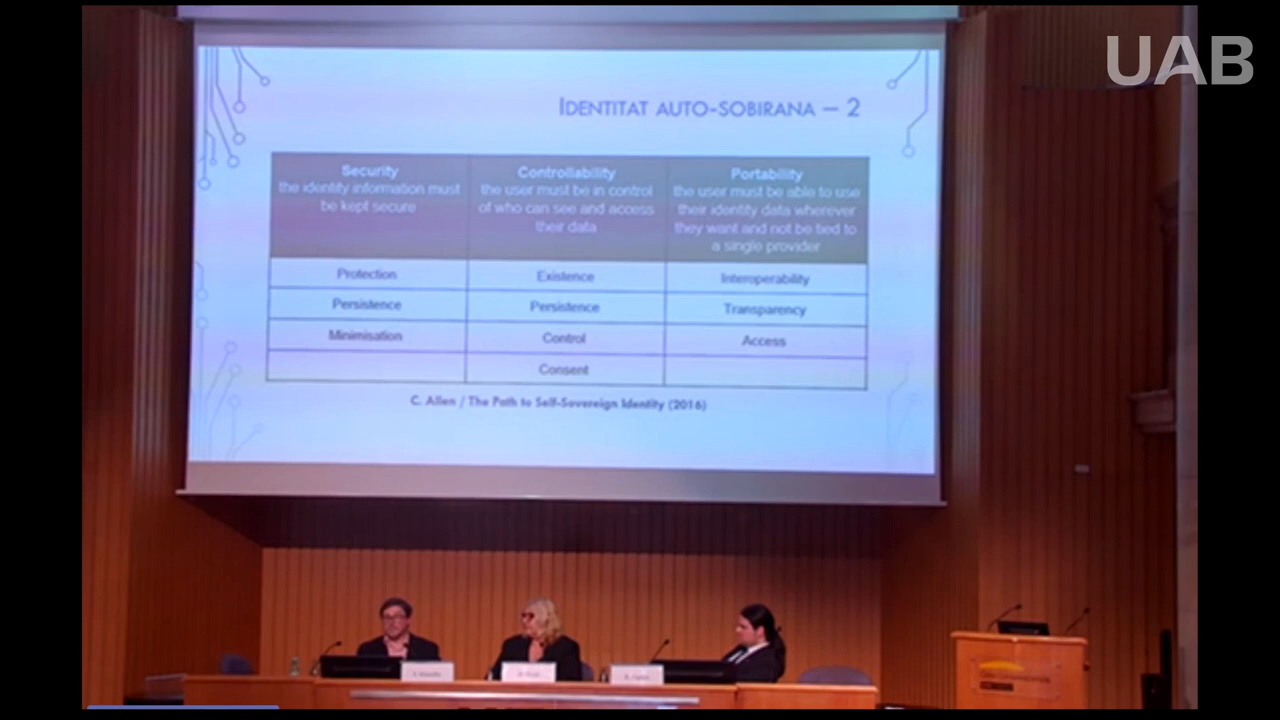 UAB
IDENTITAT AUTO-SOBIRANA – 2
Security
the identity information must
be kept secure
Controllability
the user must be in control
of who can see and access
their data
Portability
the user must be able to use
their identity data wherever
they want and not be tied to
a single provider
Protection
Existence
Interoperability
Persistence
Persistence
Transparency
Minimisation
Control
Access
Consent
C. Allen / The Path to Self-Sovereign Identity (2016)